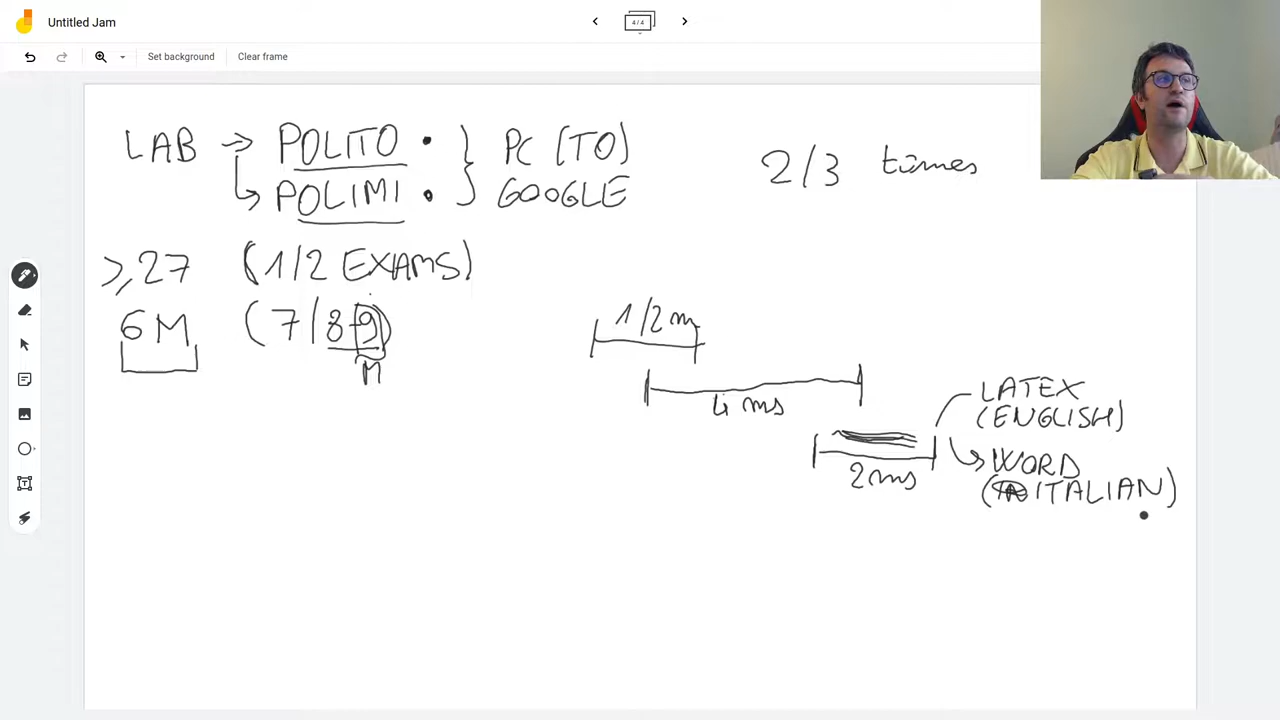 Untitled Jam
4 / 4
Set background
Clear frame
LAB → POLITO • } PC (TO)
↳ POLIMI • } GOOGLE
2/3 times
≥27 (1/2 EXAMS)
6M (7/8-9)
M
1/2 m
4 ms
2 ms
LATEX
(ENGLISH)
WORD
(ITALIAN)